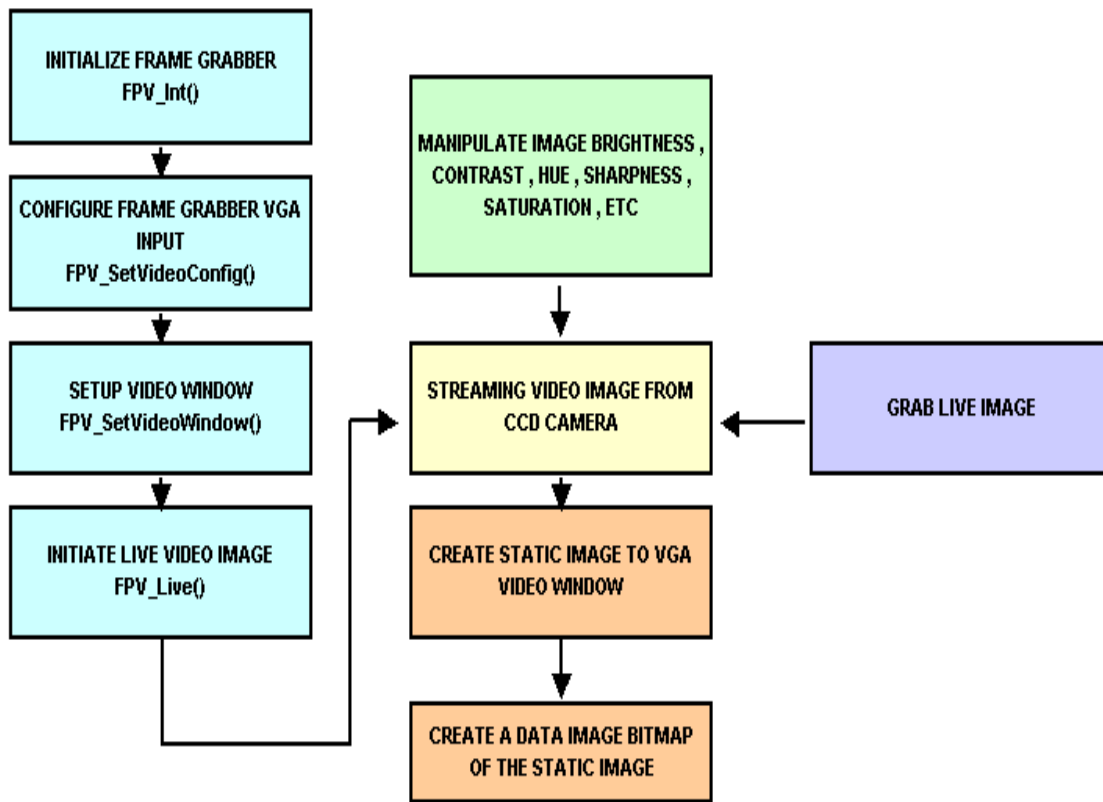 INITIALIZE FRAME GRABBER
FPV_Int()
CONFIGURE FRAME GRABBER VGA
INPUT
FPV_SetVideoConfig()
SETUP VIDEO WINDOW
FPV_SetVideoWindow()
INITIATE LIVE VIDEO IMAGE
FPV_Live()
MANIPULATE IMAGE BRIGHTNESS ,
CONTRAST , HUE , SHARPNESS ,
SATURATION , ETC
STREAMING VIDEO IMAGE FROM
CCD CAMERA
GRAB LIVE IMAGE
CREATE STATIC IMAGE TO VGA
VIDEO WINDOW
CREATE A DATA IMAGE BITMAP
OF THE STATIC IMAGE